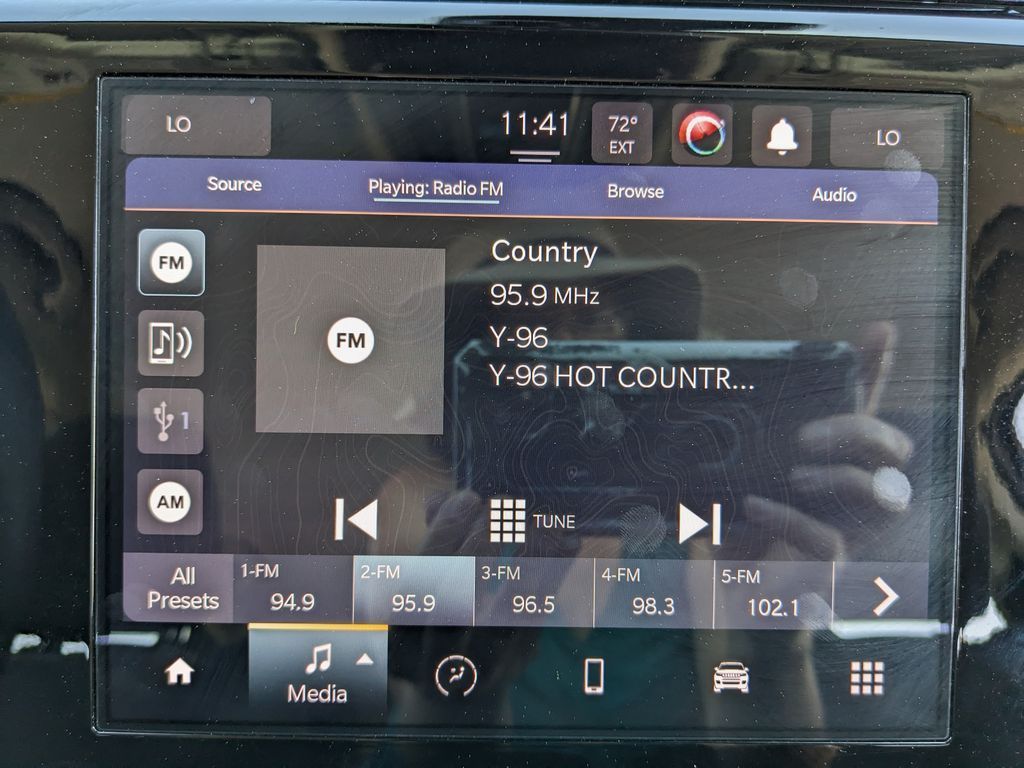 LO
11:41
72°
EXT
LO
Source
Playing: Radio FM
Browse
Audio
FM
Country
95.9 MHz
FM
Y-96
Y-96 HOT COUNTR...
1
AM
TUNE
All
Presets
1-FM
94.9
2-FM
95.9
3-FM
96.5
4-FM
98.3
5-FM
102.1
Media